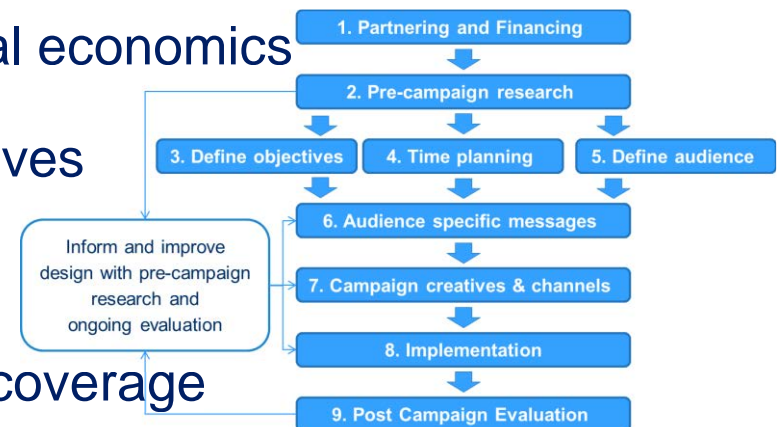 al economics
ves
coverage
1. Partnering and Financing
2. Pre-campaign research
3. Define objectives
4. Time planning
5. Define audience
6. Audience specific messages
7. Campaign creatives & channels
8. Implementation
9. Post Campaign Evaluation
Inform and improve
design with pre-campaign
research and
ongoing evaluation